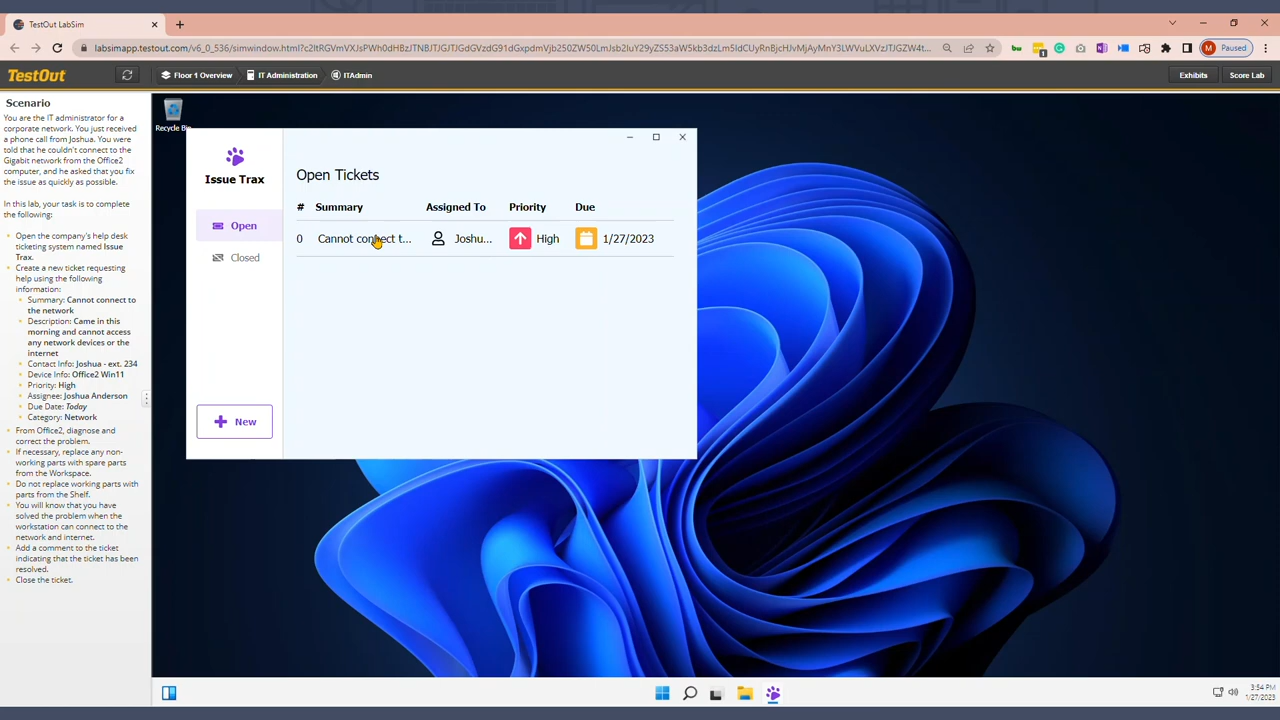 TestOut LabSim
TestOut
Floor 1 Overview
IT Administration
ITAdmin
Exhibits
Score Lab
M Paused
Scenario
You are the IT administrator for a
corporate network. You just received
a phone call from Joshua. You were
told that he couldn't connect to the
Gigabit network from the Office2
computer, and he asked that you fix
the issue as quickly as possible.
In this lab, your task is to complete
the following:
Open the company's help desk
ticketing system named Issue
Trax.
Create a new ticket requesting
help using the following
information:
Summary: Cannot connect to
the network
Description: Came in this
morning and cannot access
any network devices or the
internet
Contact Info: Joshua - ext. 234
Device Info: Office2 Win11
Priority: High
Assignee: Joshua Anderson
Due Date: Today
Category: Network
From Office2, diagnose and
correct the problem.
If necessary, replace any non-
working parts with spare parts
from the Workspace.
Do not replace working parts with
parts from the Shelf.
You will know that you have
solved the problem when the
workstation can connect to the
network and internet.
Add a comment to the ticket
indicating that the ticket has been
resolved.
Close the ticket.
Recycle Bin
Issue Trax
Open
Closed
New
Open Tickets
# Summary Assigned To Priority Due
0 Cannot connect t... Joshu... High 1/27/2023
3:54 PM
1/27/2023